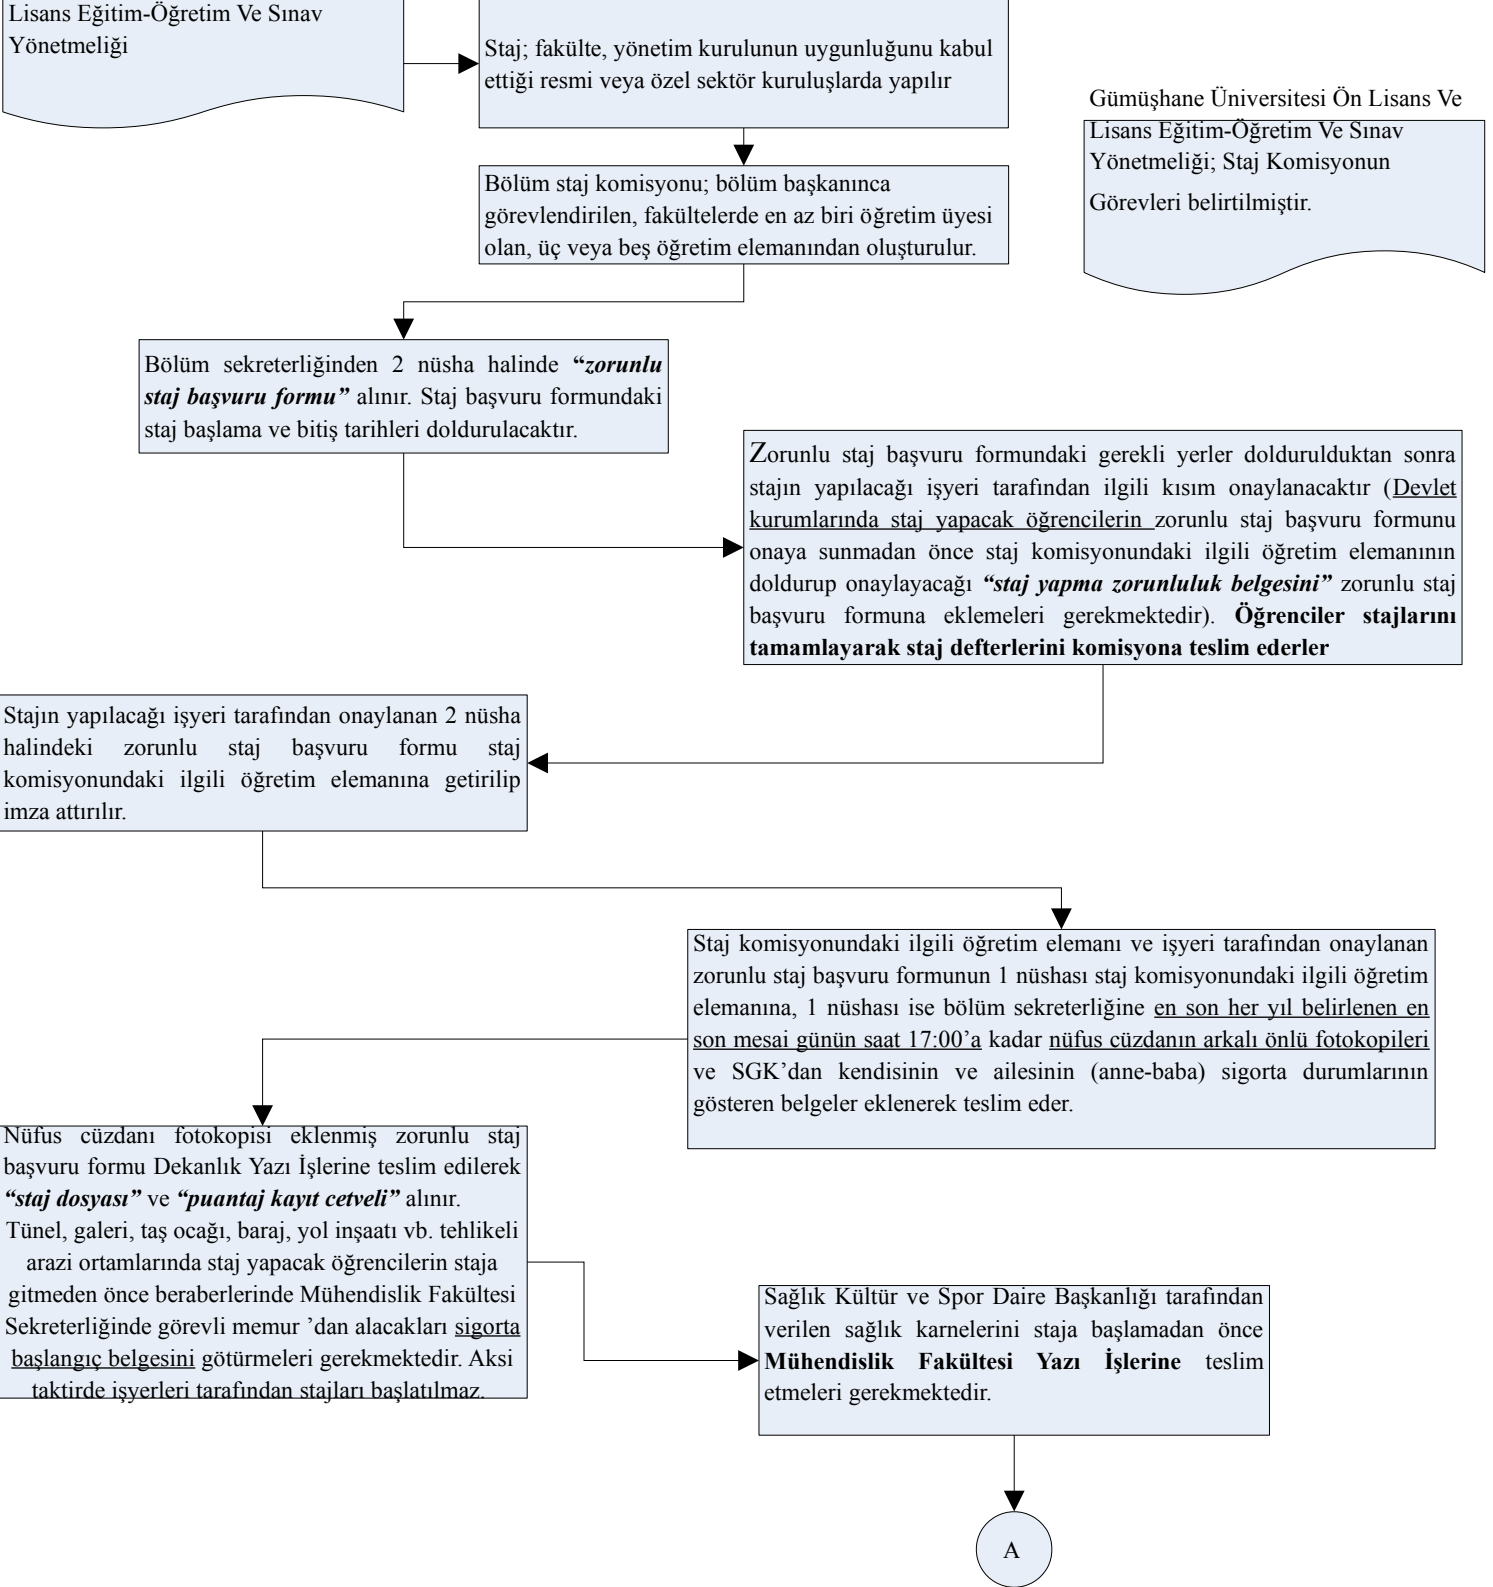 Lisans Eğitim-Öğretim Ve Sınav
Yönetmeliği
Staj; fakülte, yönetim kurulunun uygunluğunu kabul
ettiği resmi veya özel sektör kuruluşlarda yapılır
Gümüşhane Üniversitesi Ön Lisans Ve
Lisans Eğitim-Öğretim Ve Sınav
Yönetmeliği; Staj Komisyonun
Görevleri belirtilmiştir.
Bölüm staj komisyonu; bölüm başkanınca
görevlendirilen, fakültelerde en az biri öğretim üyesi
olan, üç veya beş öğretim elemanından oluşturulur.
Bölüm sekreterliğinden 2 nüsha halinde “zorunlu
staj başvuru formu” alınır. Staj başvuru formundaki
staj başlama ve bitiş tarihleri doldurulacaktır.
Zorunlu staj başvuru formundaki gerekli yerler doldurulduktan sonra
stajın yapılacağı işyeri tarafından ilgili kısım onaylanacaktır (Devlet
kurumlarında staj yapacak öğrencilerin zorunlu staj başvuru formunu
onaya sunmadan önce staj komisyonundaki ilgili öğretim elemanının
doldurup onaylayacağı “staj yapma zorunluluk belgesini” zorunlu staj
başvuru formuna eklemeleri gerekmektedir). Öğrenciler stajlarını
tamamlayarak staj defterlerini komisyona teslim ederler
Stajın yapılacağı işyeri tarafından onaylanan 2 nüsha
halindeki zorunlu staj başvuru formu staj
komisyonundaki ilgili öğretim elemanına getirilip
imza attırılır.
Staj komisyonundaki ilgili öğretim elemanı ve işyeri tarafından onaylanan
zorunlu staj başvuru formunun 1 nüshası staj komisyonundaki ilgili öğretim
elemanına, 1 nüshası ise bölüm sekreterliğine en son her yıl belirlenen en
son mesai günün saat 17:00’a kadar nüfus cüzdanın arkalı önlü fotokopileri
ve SGK’dan kendisinin ve ailesinin (anne-baba) sigorta durumlarının
gösteren belgeler eklenerek teslim eder.
Nüfus cüzdanı fotokopisi eklenmiş zorunlu staj
başvuru formu Dekanlık Yazı İşlerine teslim edilerek
“staj dosyası” ve “puantaj kayıt cetveli” alınır.
Tünel, galeri, taş ocağı, baraj, yol inşaatı vb. tehlikeli
arazi ortamlarında staj yapacak öğrencilerin staja
gitmeden önce beraberlerinde Mühendislik Fakültesi
Sekreterliğinde görevli memur ’dan alacakları sigorta
başlangıç belgesini götürmeleri gerekmektedir. Aksi
taktirde işyerleri tarafından stajları başlatılmaz.
Sağlık Kültür ve Spor Daire Başkanlığı tarafından
verilen sağlık karnelerini staja başlamadan önce
Mühendislik Fakültesi Yazı İşlerine teslim
etmeleri gerekmektedir.
A